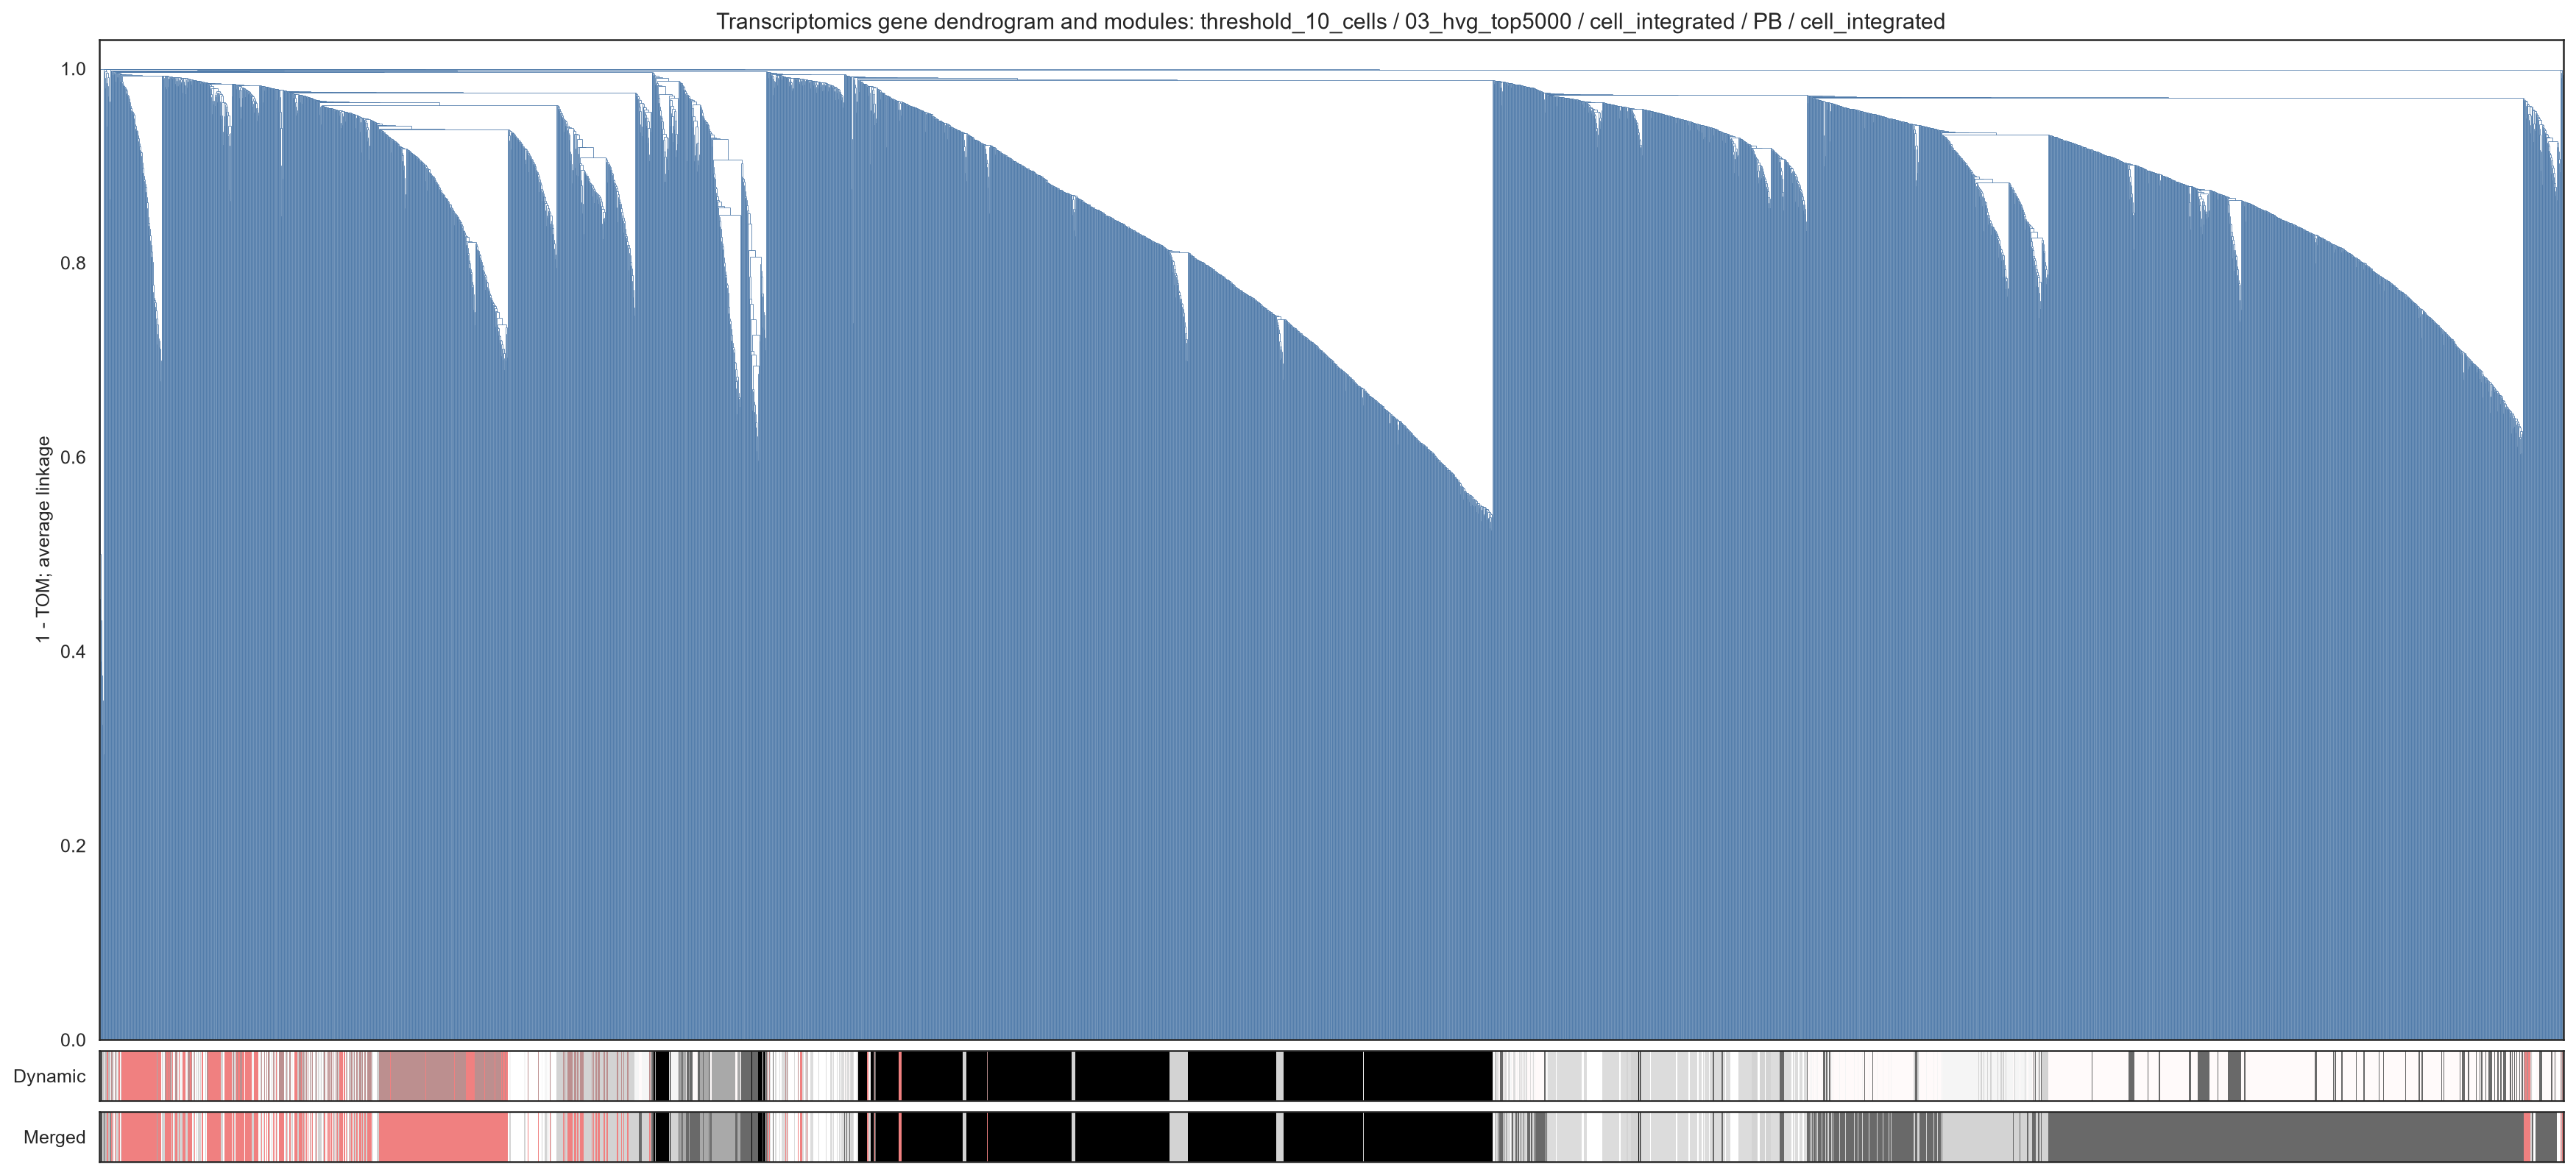 Transcriptomics gene dendrogram and modules: threshold_10_cells / 03_hvg_top5000 / cell_integrated / PB / cell_integrated
1.0
0.8
0.6
0.4
0.2
0.0
1 - TOM; average linkage
Dynamic
Merged